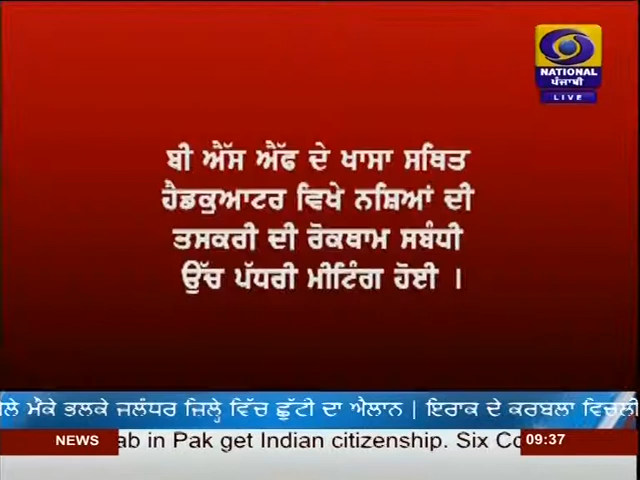 NATIONAL
ਪੰਜਾਬੀ
LIVE
ਬੀ ਐੱਸ ਐੱਫ ਦੇ ਖਾਸਾ ਸਥਿਤ
ਹੈਡਕੁਆਟਰ ਵਿਖੇ ਨਸ਼ਿਆਂ ਦੀ
ਤਸਕਰੀ ਦੀ ਰੋਕਥਾਮ ਸਬੰਧੀ
ਉੱਚ ਪੱਧਰੀ ਮੀਟਿੰਗ ਹੋਈ ।
ਮੌਕੇ ਭਲਕੇ ਜਲੰਧਰ ਜ਼ਿਲ੍ਹੇ ਵਿੱਚ ਛੁੱਟੀ ਦਾ ਐਲਾਨ | ਇਰਾਕ ਦੇ ਕਰਬਲਾ
NEWS ab in Pak get Indian citizenship. Six Co 09:37